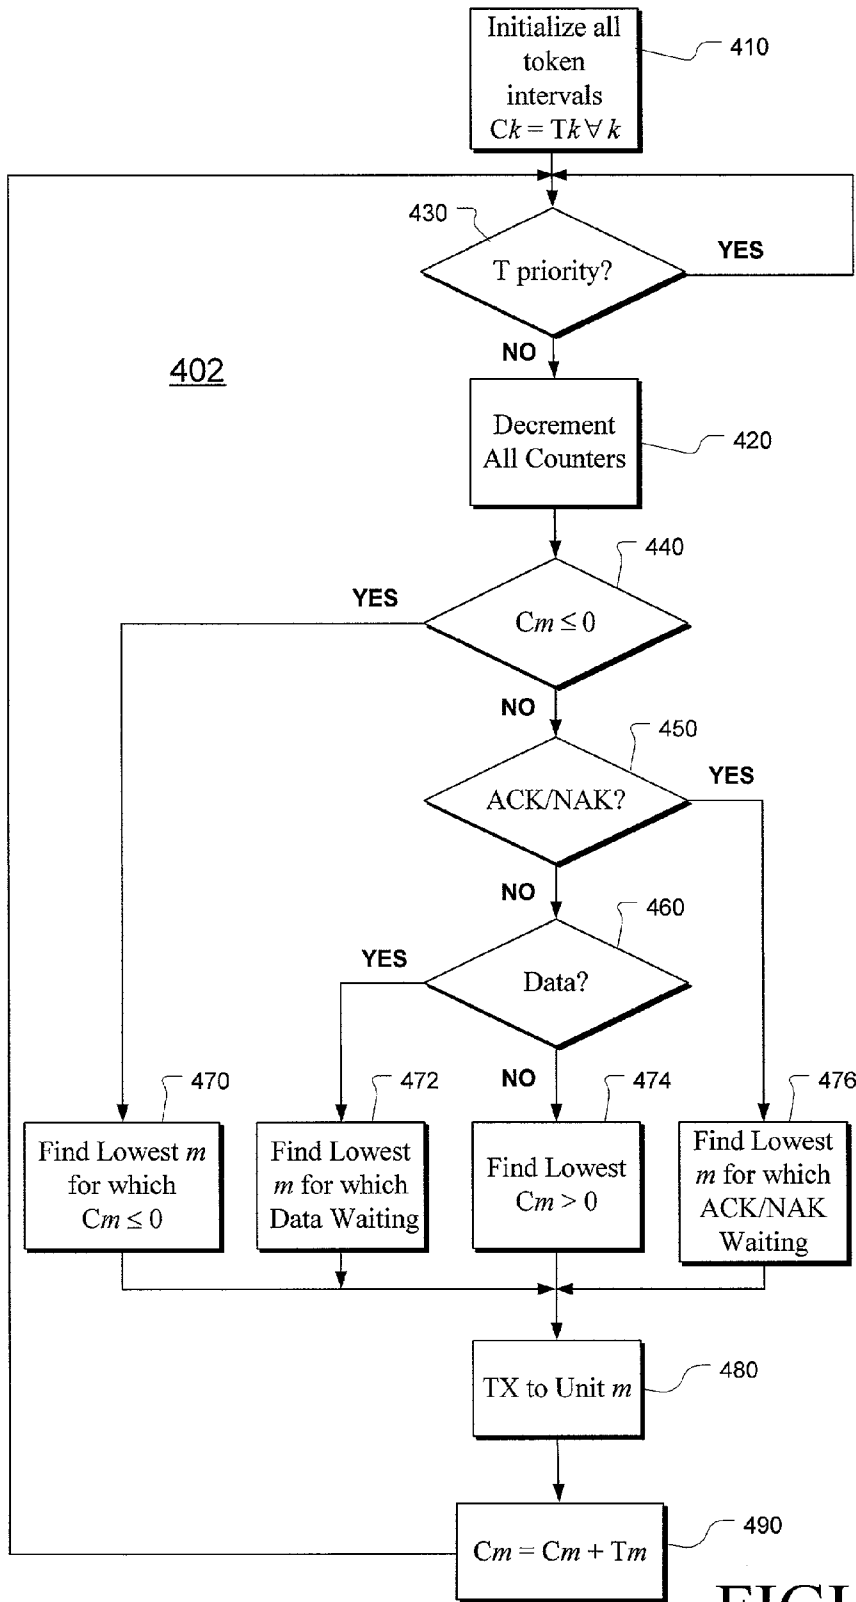 Initialize all
token
intervals
Ck = Tk ∀ k
410
430
T priority?
YES
NO
402
Decrement
All Counters
420
440
YES
Cm ≤ 0
NO
450
ACK/NAK?
YES
NO
460
YES
Data?
NO
470
472
474
476
Find Lowest m
for which
Cm ≤ 0
Find Lowest
m for which
Data Waiting
Find Lowest
Cm > 0
Find Lowest
m for which
ACK/NAK
Waiting
TX to Unit m
480
Cm = Cm + Tm
490